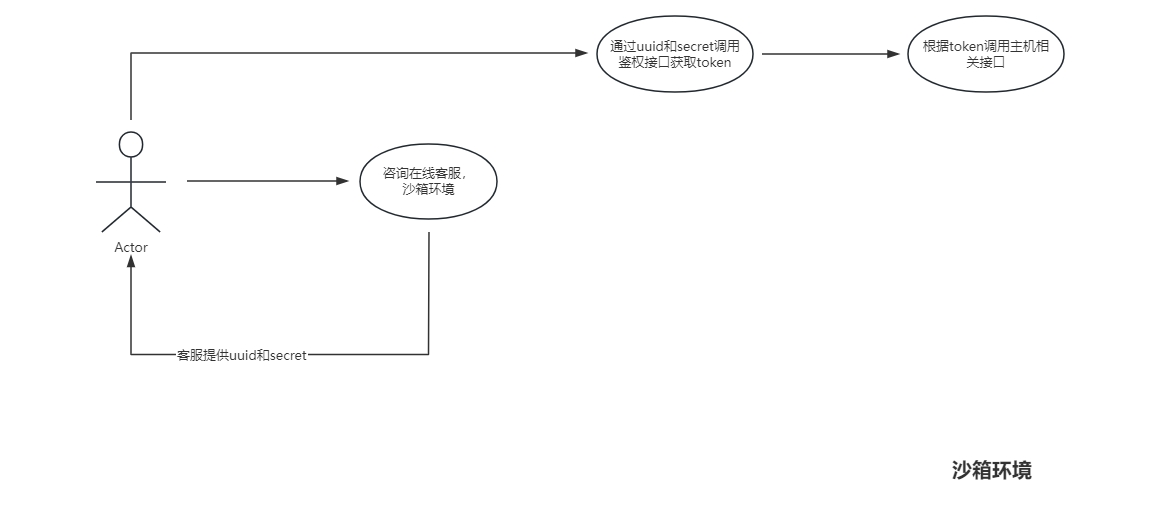 通过uuid和secret调用
鉴权接口获取token
根据token调用主机相
关接口
咨询在线客服，
沙箱环境
Actor
客服提供uuid和secret
沙箱环境